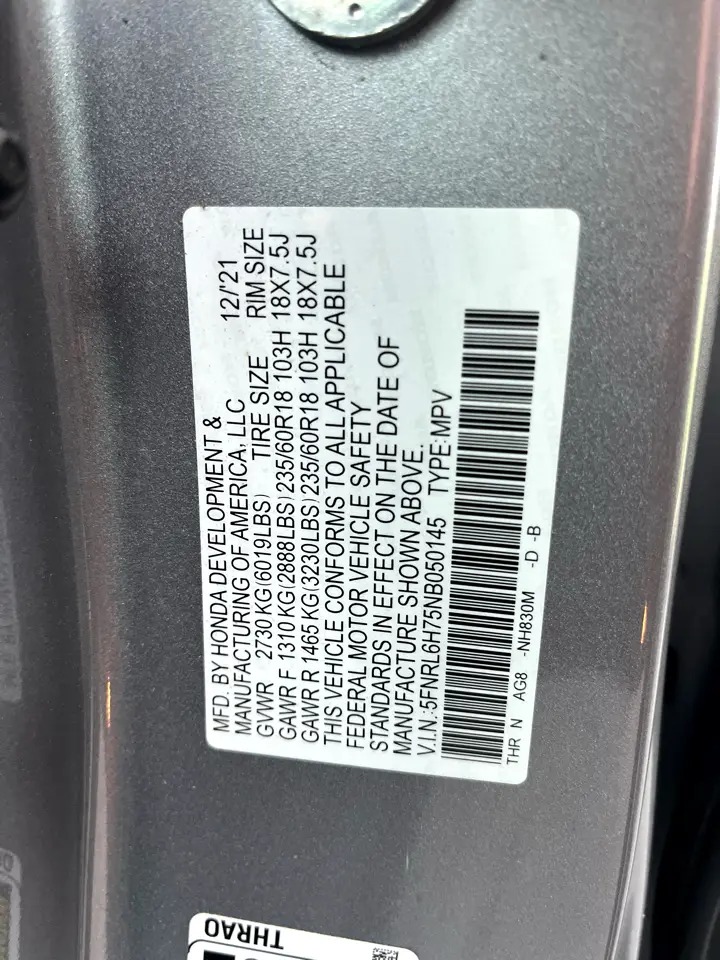 MFD. BY HONDA DEVELOPMENT &
MANUFACTURING OF AMERICA, LLC 12/'21
GVWR 2730 KG(6019LBS) TIRE SIZE RIM SIZE
GAWR F 1310 KG(2888LBS) 235/60R18 103H 18X7.5J
GAWR R 1465 KG(3230LBS) 235/60R18 103H 18X7.5J
THIS VEHICLE CONFORMS TO ALL APPLICABLE
FEDERAL MOTOR VEHICLE SAFETY
STANDARDS IN EFFECT ON THE DATE OF
MANUFACTURE SHOWN ABOVE.
V.I.N.:5FNRL6H75NB050145 TYPE:MPV
THR N AG8 -NH830M -D -B
THRA0